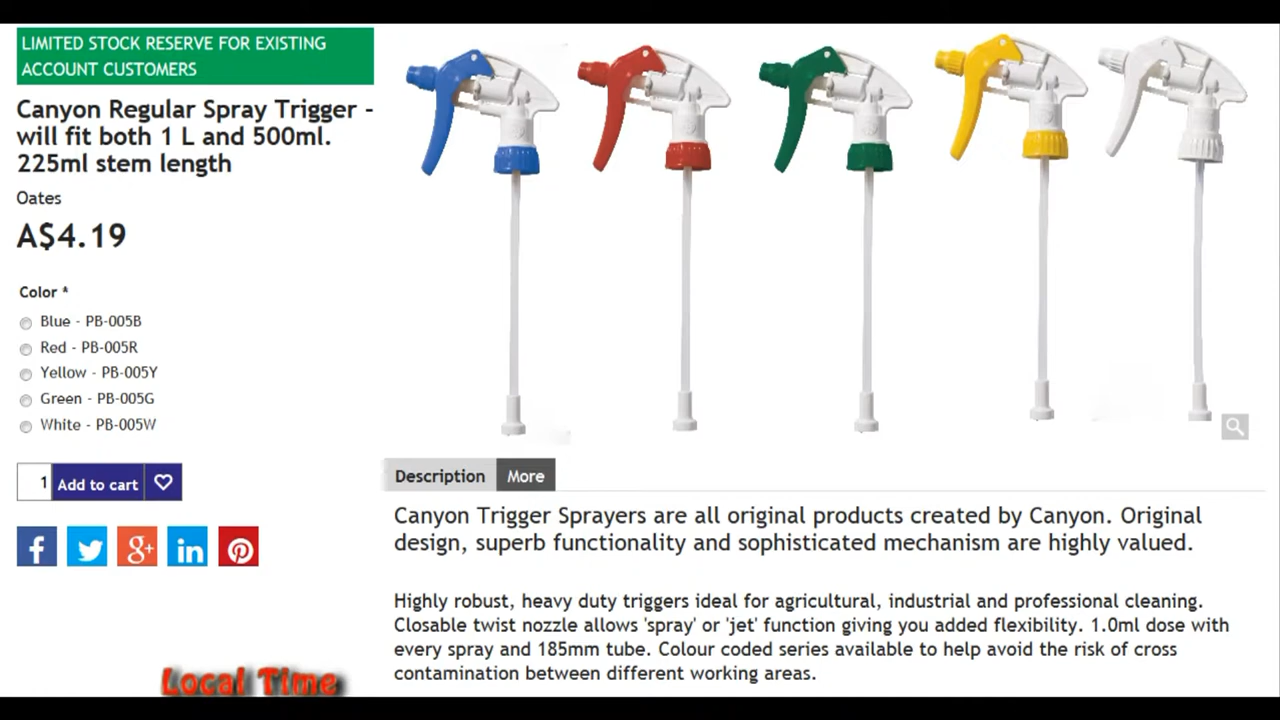 LIMITED STOCK RESERVE FOR EXISTING
ACCOUNT CUSTOMERS
Canyon Regular Spray Trigger -
will fit both 1 L and 500ml.
225ml stem length
Oates
A$4.19
Color *
Blue - PB-005B
Red - PB-005R
Yellow - PB-005Y
Green - PB-005G
White - PB-005W
1 Add to cart
f g+ in
Description More
Canyon Trigger Sprayers are all original products created by Canyon. Original
design, superb functionality and sophisticated mechanism are highly valued.
Highly robust, heavy duty triggers ideal for agricultural, industrial and professional cleaning.
Closable twist nozzle allows 'spray' or 'jet' function giving you added flexibility. 1.0ml dose with
every spray and 185mm tube. Colour coded series available to help avoid the risk of cross
contamination between different working areas.
Local Time